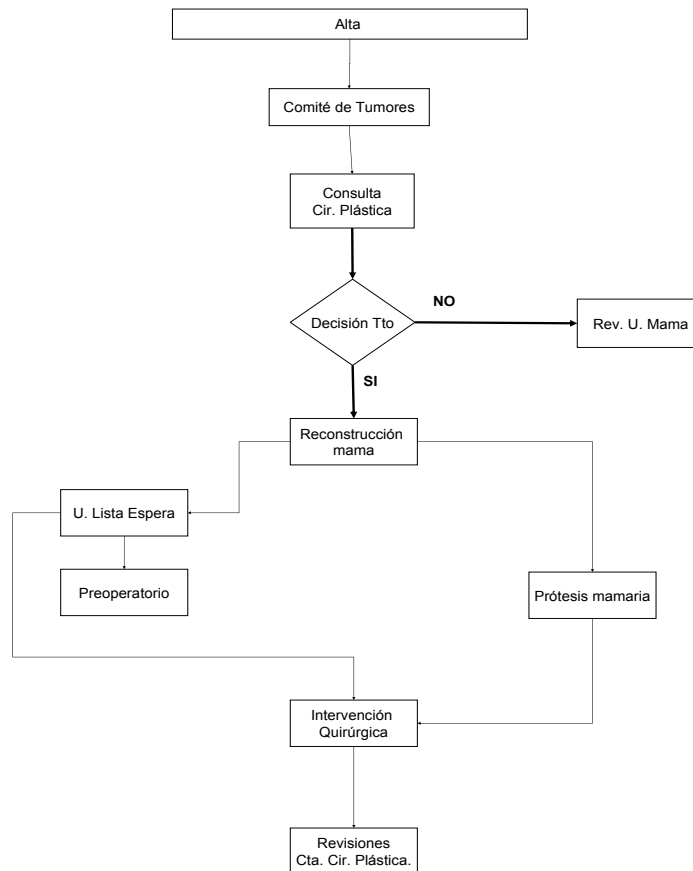 Alta
Comité de Tumores
Consulta
Cir. Plástica
NO
Decisión Tto
Rev. U. Mama
SI
Reconstrucción
mama
U. Lista Espera
Preoperatorio
Prótesis mamaria
Intervención
Quirúrgica
Revisiones
Cta. Cir. Plástica.